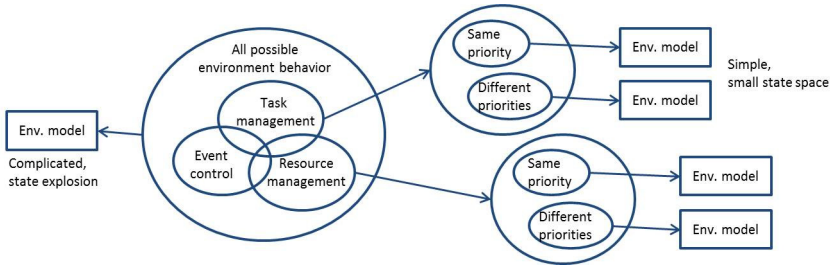 All possible
environment behavior
Task
management
Event
control
Resource
management
Env. model
Complicated,
state explosion
Same
priority
Different
priorities
Env. model
Env. model
Simple,
small state space
Same
priority
Different
priorities
Env. model
Env. model